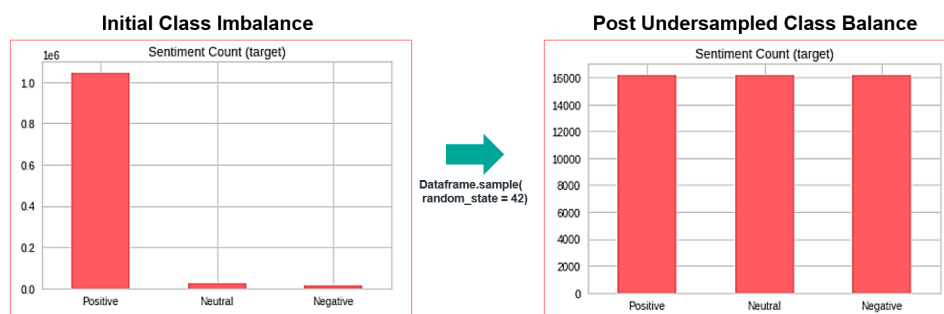 Initial Class Imbalance
Sentiment Count (target)
1e6
1.0
0.8
0.6
0.4
0.2
0.0
Positive Neutral Negative
Dataframe.sample(
random_state = 42)
Post Undersampled Class Balance
Sentiment Count (target)
16000
14000
12000
10000
8000
6000
4000
2000
0
Positive Neutral Negative